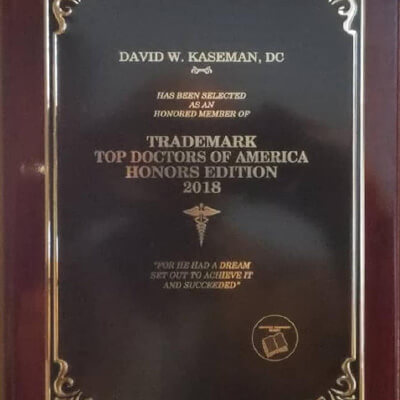 DAVID W. KASEMAN, DC
HAS BEEN SELECTED
AS AN
HONORED MEMBER OF
TRADEMARK
TOP DOCTORS OF AMERICA
HONORS EDITION
2018
"FOR HE HAD A DREAM
SET OUT TO ACHIEVE IT
AND SUCCEEDED"